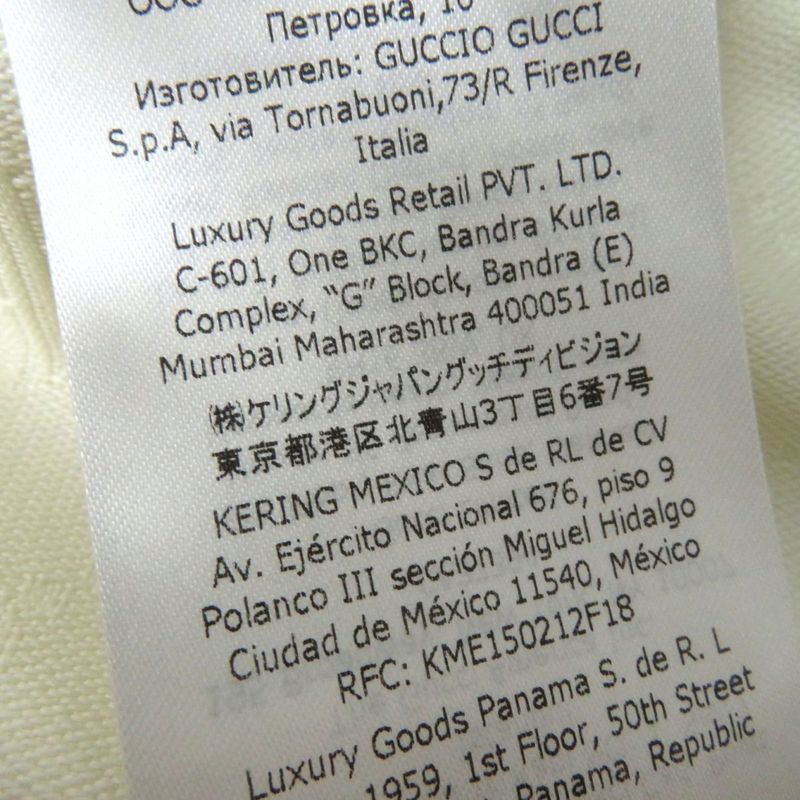 ООО
Петровка, 16
Изготовитель: GUCCIO GUCCI
S.p.A, via Tornabuoni,73/R Firenze,
Italia
Luxury Goods Retail PVT. LTD.
C-601, One BKC, Bandra Kurla
Complex, “G” Block, Bandra (E)
Mumbai Maharashtra 400051 India
㈱ケリングジャパングッチディビジョン
東京都港区北青山3丁目6番7号
KERING MEXICO S de RL de CV
Av. Ejército Nacional 676, piso 9
Polanco III sección Miguel Hidalgo
Ciudad de México 11540, México
RFC: KME150212F18
Luxury Goods Panama S. de R. L
1959, 1st Floor, 50th Street
Panama, Republic